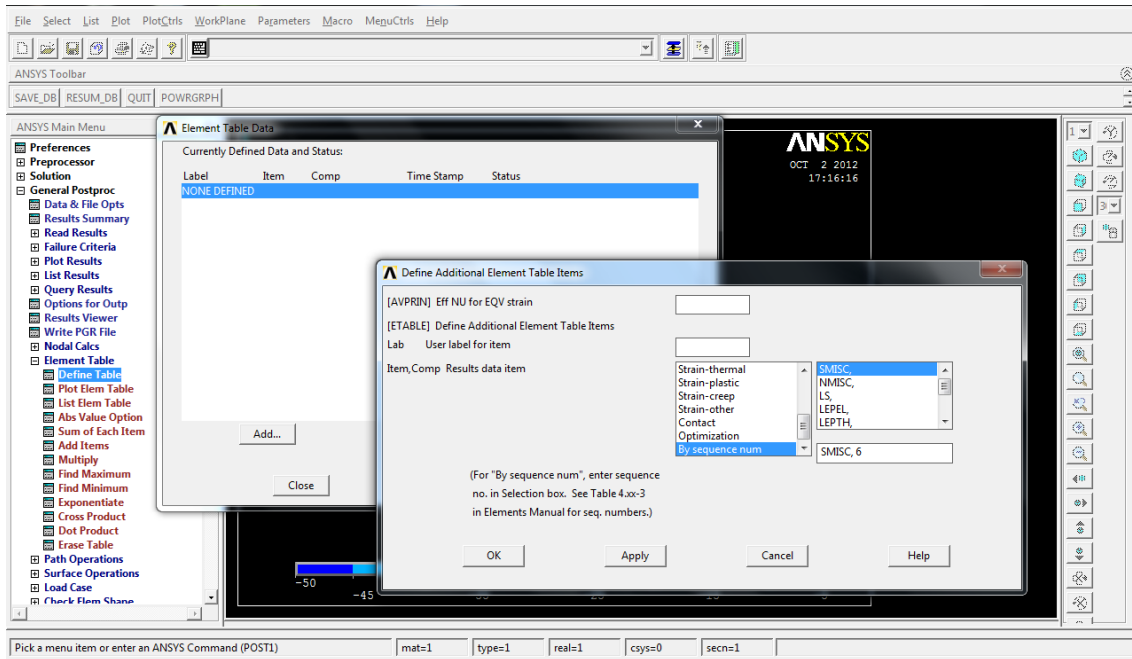 File Select List Plot PlotCtrls WorkPlane Parameters Macro MenuCtrls Help
ANSYS Toolbar
SAVE_DB RESUM_DB QUIT POWRGRPH
ANSYS Main Menu
Preferences
Preprocessor
Solution
General Postproc
Data & File Opts
Results Summary
Read Results
Failure Criteria
Plot Results
List Results
Query Results
Options for Outp
Results Viewer
Write PGR File
Nodal Calcs
Element Table
Define Table
Plot Elem Table
List Elem Table
Abs Value Option
Sum of Each Item
Add Items
Multiply
Find Maximum
Find Minimum
Exponentiate
Cross Product
Dot Product
Erase Table
Path Operations
Surface Operations
Load Case
Check Elem Shape
Element Table Data
Currently Defined Data and Status:
Label Item Comp Time Stamp Status
NONE DEFINED
Add...
Close
ANSYS
OCT 2 2012
17:16:16
Define Additional Element Table Items
[AVPRIN] Eff NU for EQV strain
[ETABLE] Define Additional Element Table Items
Lab User label for item
Item,Comp Results data item
Strain-thermal
Strain-plastic
Strain-creep
Strain-other
Contact
Optimization
By sequence num
SMISC,
NMISC,
LS,
LEPEL,
LEPTH,
SMISC, 6
(For "By sequence num", enter sequence
no. in Selection box. See Table 4.xx-3
in Elements Manual for seq. numbers.)
OK Apply Cancel Help
-50
-45
1
3
Pick a menu item or enter an ANSYS Command (POST1) mat=1 type=1 real=1 csys=0 secn=1